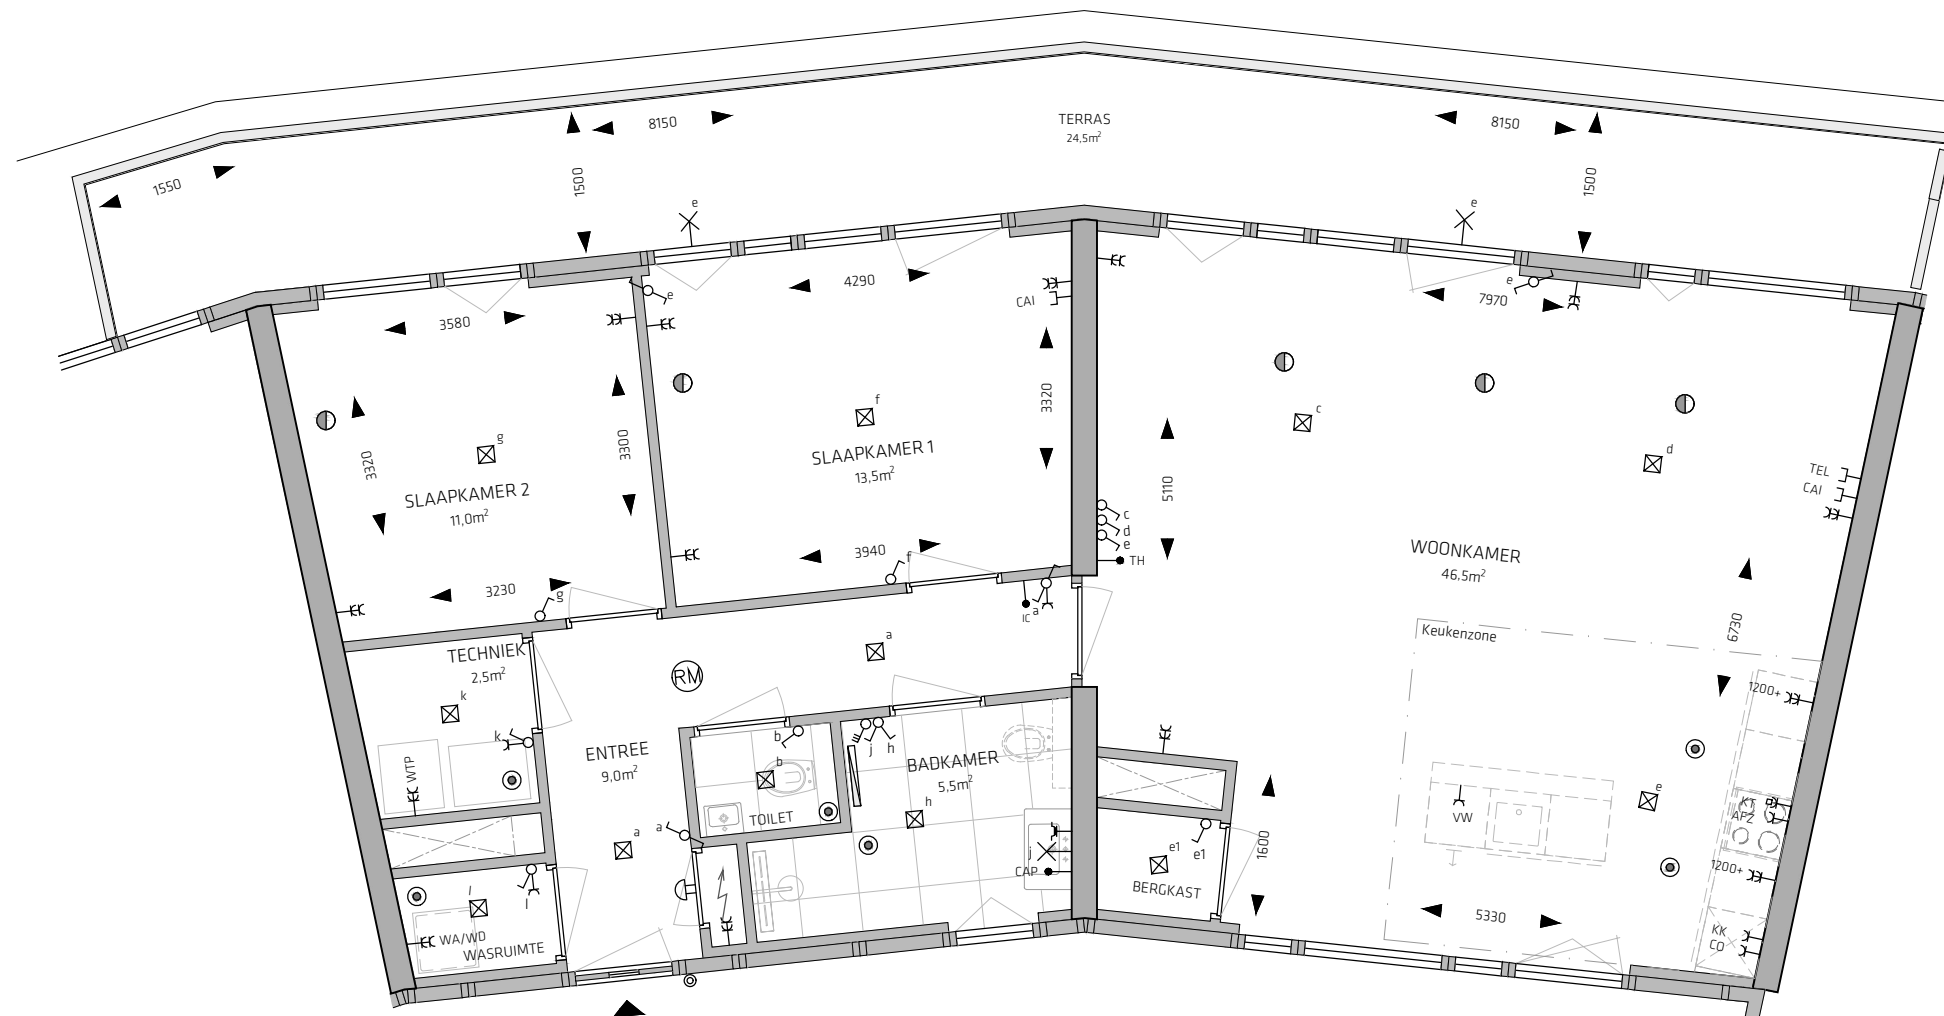 TERRAS
24,5m²
8150
8150
1550
1500
1500
e
e
4290
e
CAI
3580
e
7970
3320
3300
3320
5110
g
f
c
d
SLAAPKAMER 2
11,0m²
SLAAPKAMER 1
13,5m²
TEL
CAI
c
d
e
TH
WOONKAMER
46,5m²
3230
g
3940
f
IC
a
a
Keukenzone
6730
TECHNIEK
2,5m²
k
k
RM
1200+
WTP
ENTREE
9,0m²
b
b
TOILET
j
h
BADKAMER
5,5m²
h
e
VW
KT
AFZ
a
a
j
CAP
e1
e1
BERGKAST
1600
1200+
l
l
WA/WD
WASRUIMTE
5330
KK
CO